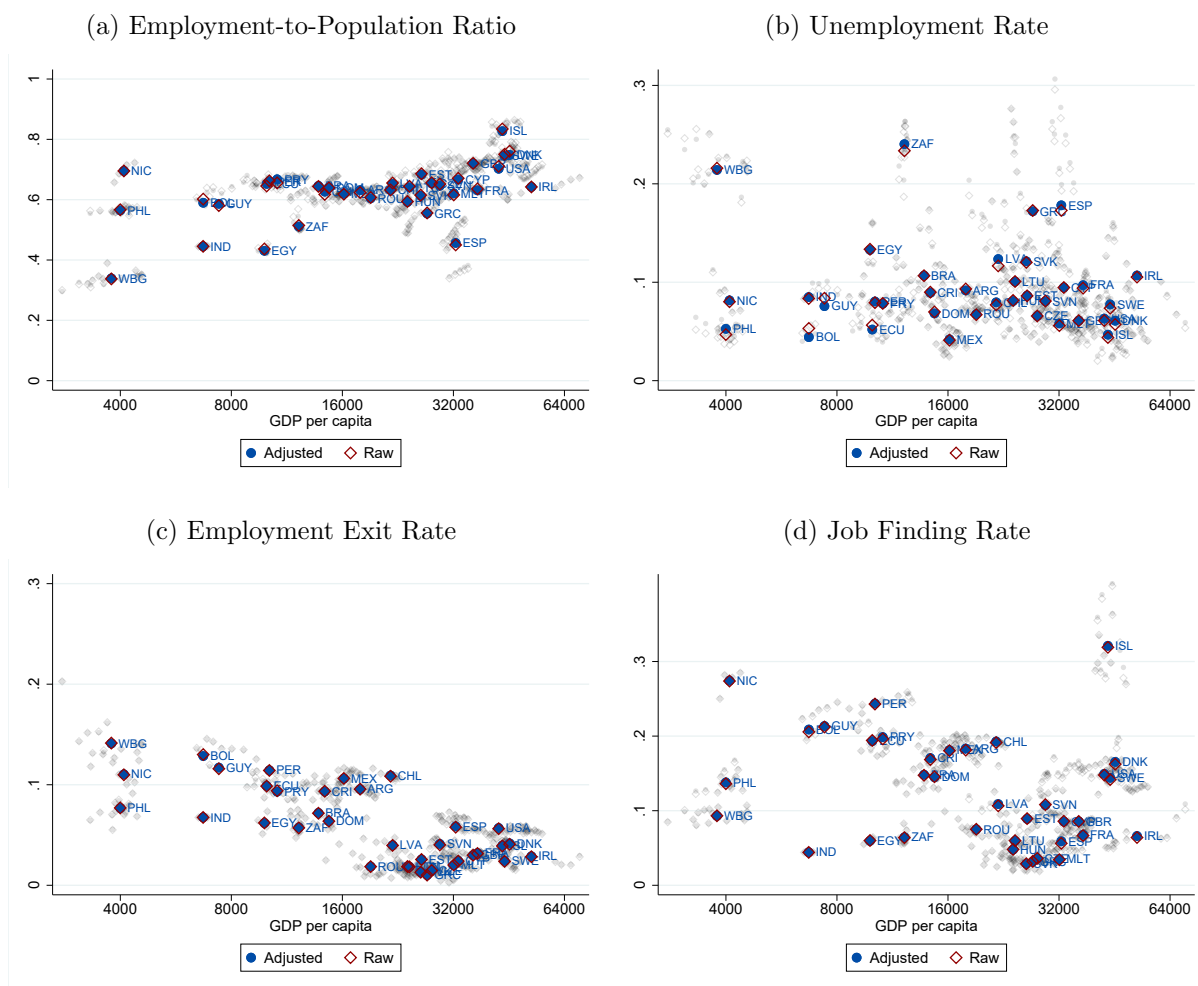 (a) Employment-to-Population Ratio
1
.8
.6
.4
.2
0
NIC
PHL
WBG
IND
GUY
EGY
ZAF
PRY
ROU
HUN
GRC
ESP
EST
CYP
MLT
FRA
IRL
ISL
DNK
USA
4000 8000 16000 32000 64000
GDP per capita
Adjusted Raw
(b) Unemployment Rate
.3
.2
.1
0
WBG
NIC
PHL
IND
GUY
BOL
EGY
ECU
PRY
ZAF
BRA
CRI
DOM
ARG
MEX
ROU
LVA
LTU
SVK
EST
SVN
CZE
ESP
FRA
IRL
SWE
DNK
ISL
4000 8000 16000 32000 64000
GDP per capita
Adjusted Raw
(c) Employment Exit Rate
.3
.2
.1
0
WBG
NIC
PHL
BOL
GUY
IND
PER
ECU
PRY
EGY
ZAF
MEX
CHL
CRI
ARG
BRA
DOM
LVA
ROU
ESP
USA
SVN
EST
MLT
GRC
DNK
IRL
SWE
4000 8000 16000 32000 64000
GDP per capita
Adjusted Raw
(d) Job Finding Rate
.3
.2
.1
0
ISL
NIC
PER
GUY
BOL
PRY
ECU
CHL
ARG
CRI
DOM
DNK
USA
SWE
PHL
WBG
LVA
SVN
EST
GBR
ROU
FRA
IRL
EGY
ZAF
LTU
ESP
HUN
IND
MLT
4000 8000 16000 32000 64000
GDP per capita
Adjusted Raw